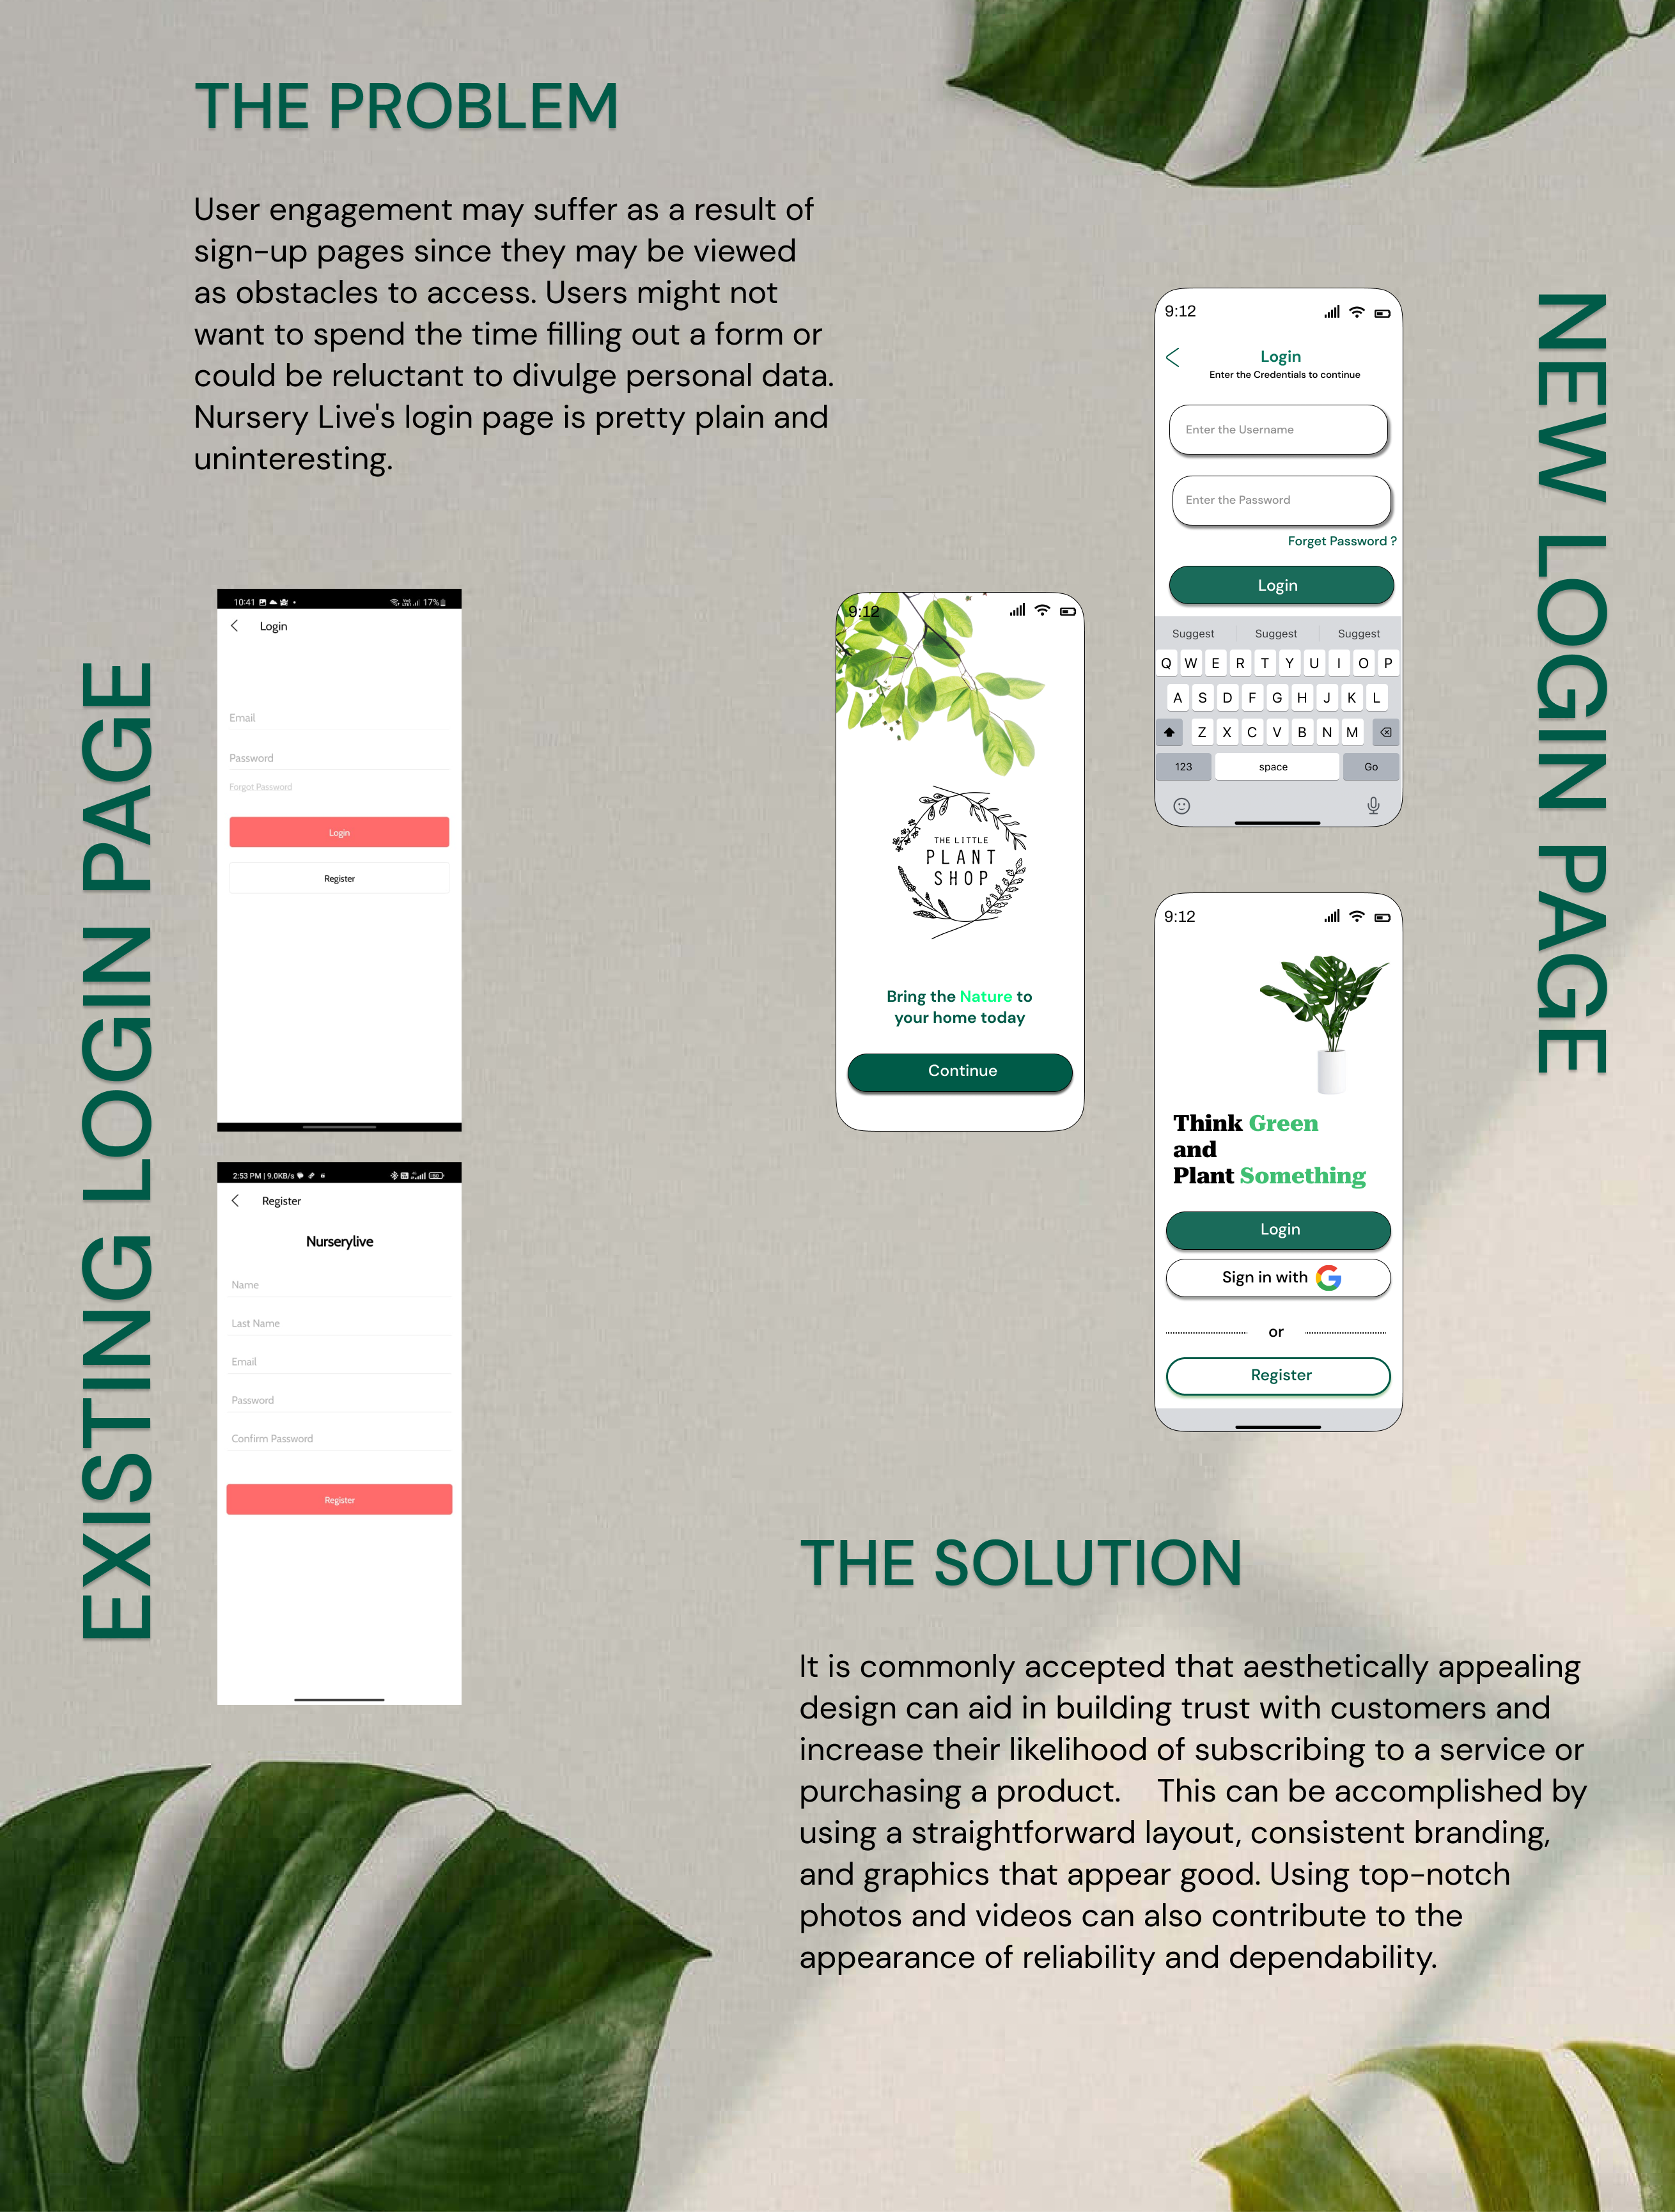 THE PROBLEM
User engagement may suffer as a result of
sign-up pages since they may be viewed
as obstacles to access. Users might not
want to spend the time filling out a form or
could be reluctant to divulge personal data.
Nursery Live's login page is pretty plain and
uninteresting.
EXISTING LOGIN PAGE
10:41
17%
Login
Email
Password
Forgot Password
Login
Register
2:53 PM | 9.0KB/s
Register
Nurserylive
Name
Last Name
Email
Password
Confirm Password
Register
NEW LOGIN PAGE
9:12
THE LITTLE
PLANT
SHOP
Bring the Nature to
your home today
Continue
9:12
Login
Enter the Credentials to continue
Enter the Username
Enter the Password
Forget Password ?
Login
Suggest Suggest Suggest
Q W E R T Y U I O P
A S D F G H J K L
Z X C V B N M
123 space Go
9:12
Think Green
and
Plant Something
Login
Sign in with G
or
Register
THE SOLUTION
It is commonly accepted that aesthetically appealing
design can aid in building trust with customers and
increase their likelihood of subscribing to a service or
purchasing a product. This can be accomplished by
using a straightforward layout, consistent branding,
and graphics that appear good. Using top-notch
photos and videos can also contribute to the
appearance of reliability and dependability.